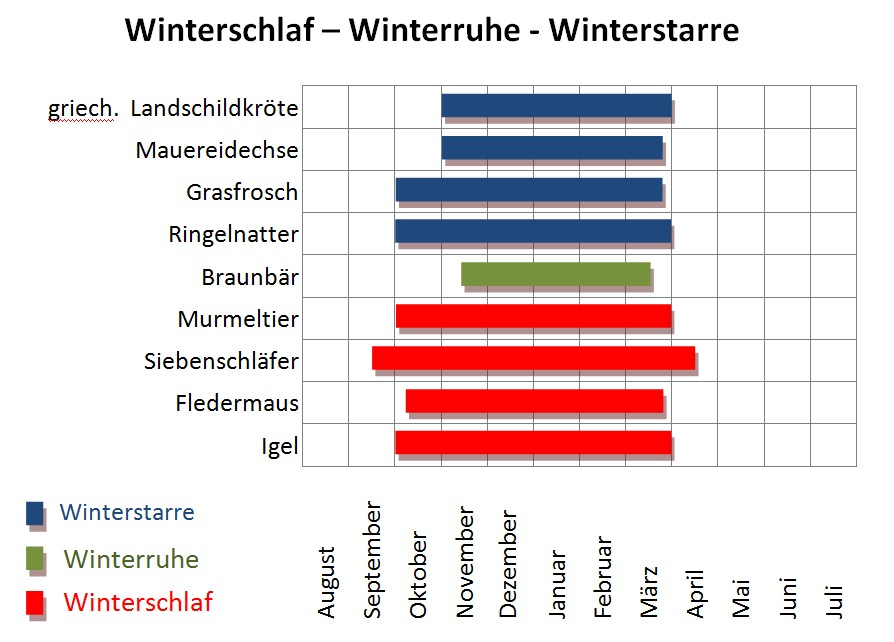 Winterschlaf – Winterruhe - Winterstarre
griech. Landschildkröte
Mauereidechse
Grasfrosch
Ringelnatter
Braunbär
Murmeltier
Siebenschläfer
Fledermaus
Igel
Winterstarre
Winterruhe
Winterschlaf
August
September
Oktober
November
Dezember
Januar
Februar
März
April
Mai
Juni
Juli